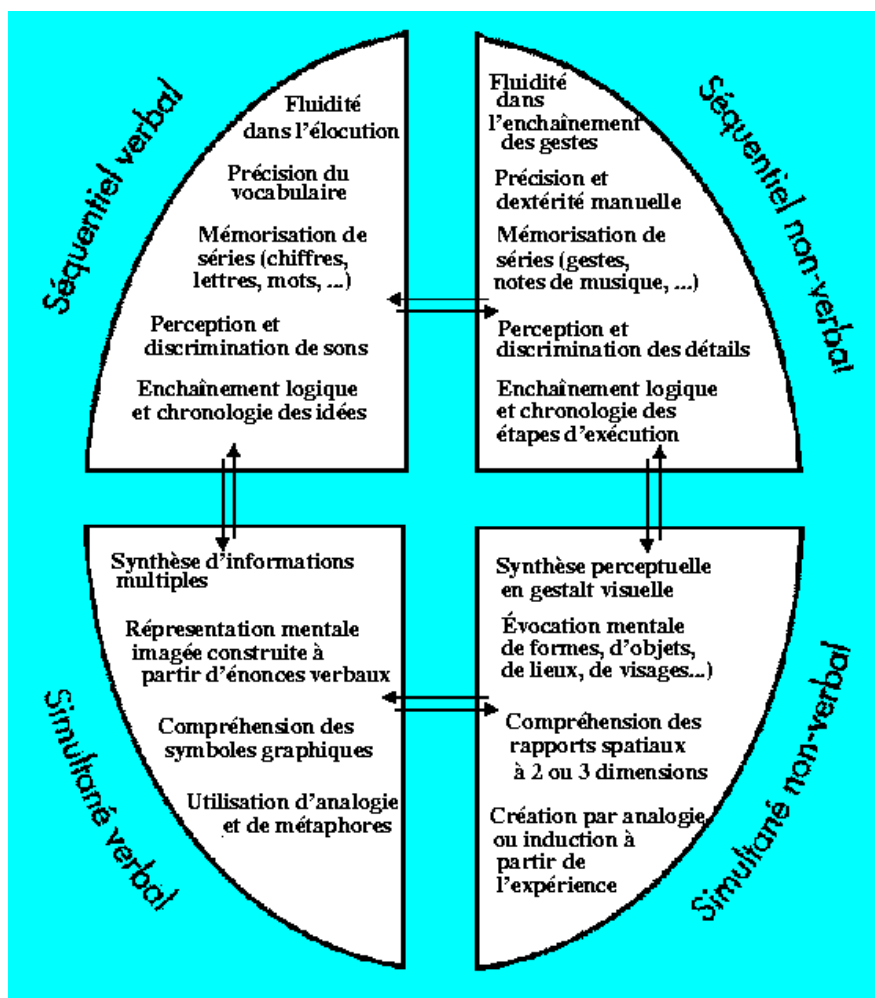 Séquentiel verbal
Fluidité
dans l'élocution
Précision du
vocabulaire
Mémorisation de
séries (chiffres,
lettres, mots, ...)
Perception et
discrimination de sons
Enchaînement logique
et chronologie des idées
Séquentiel non-verbal
Fluidité
dans
l'enchaînement
des gestes
Précision et
dextérité manuelle
Mémorisation de
séries (gestes,
notes de musique, ...)
Perception et
discrimination des détails
Enchaînement logique
et chronologie des
étapes d'exécution
Simultané verbal
Synthèse d'informations
multiples
Répresentation mentale
imagée construite à
partir d'énonces verbaux
Compréhension des
symboles graphiques
Utilisation d'analogie
et de métaphores
Simultané non-verbal
Synthèse perceptuelle
en gestalt visuelle
Évocation mentale
de formes, d'objets,
de lieux, de visages...)
Compréhension des
rapports spatiaux
à 2 ou 3 dimensions
Création par analogie
ou induction à
partir de
l'expérience